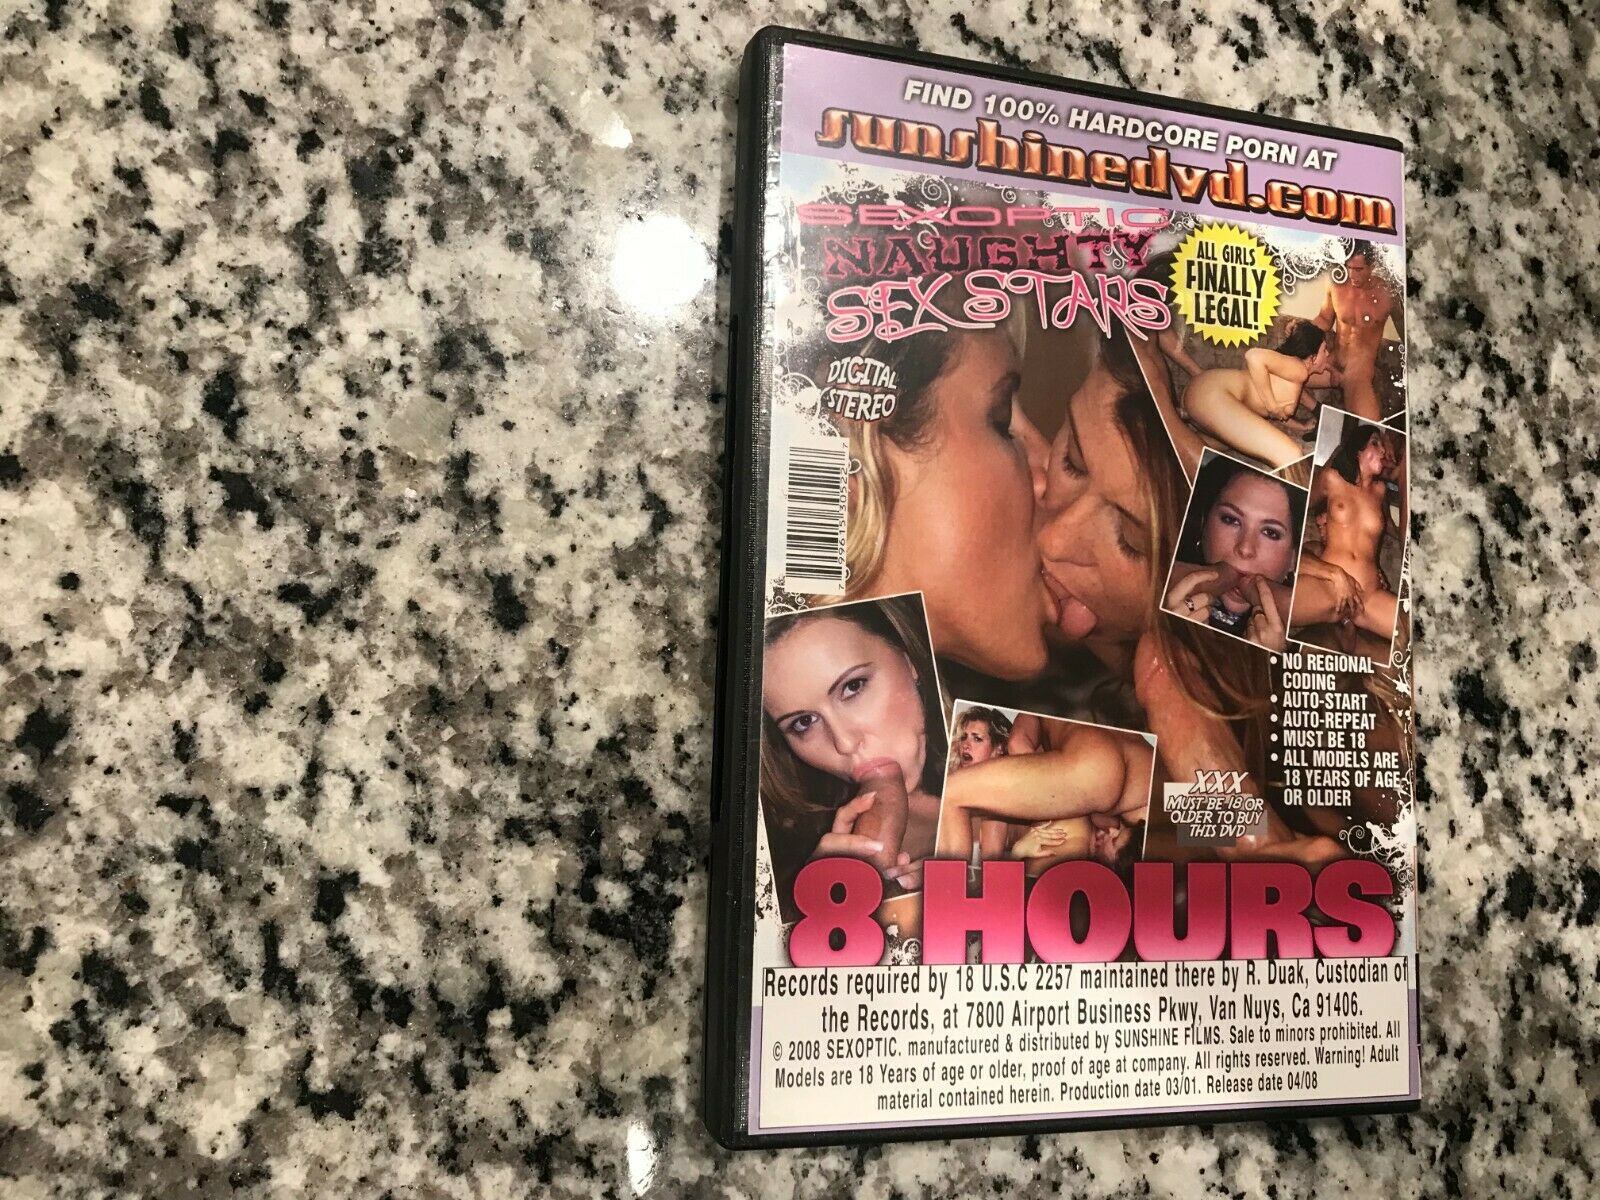 FIND 100% HARDCORE PORN AT
sunshinedvd.com
SEXOPTIC
NAUGHTY
SEX STARS
ALL GIRLS
FINALLY
LEGAL!
DIGITAL
STEREO
• NO REGIONAL
CODING
• AUTO-START
• AUTO-REPEAT
• MUST BE 18
• ALL MODELS ARE
18 YEARS OF AGE
OR OLDER
XXX
MUST BE 18 OR
OLDER TO BUY
THIS DVD
8 HOURS
Records required by 18 U.S.C 2257 maintained there by R. Duak, Custodian of
the Records, at 7800 Airport Business Pkwy, Van Nuys, Ca 91406.
© 2008 SEXOPTIC. manufactured & distributed by SUNSHINE FILMS. Sale to minors prohibited. All
Models are 18 Years of age or older, proof of age at company. All rights reserved. Warning! Adult
material contained herein. Production date 03/01. Release date 04/08